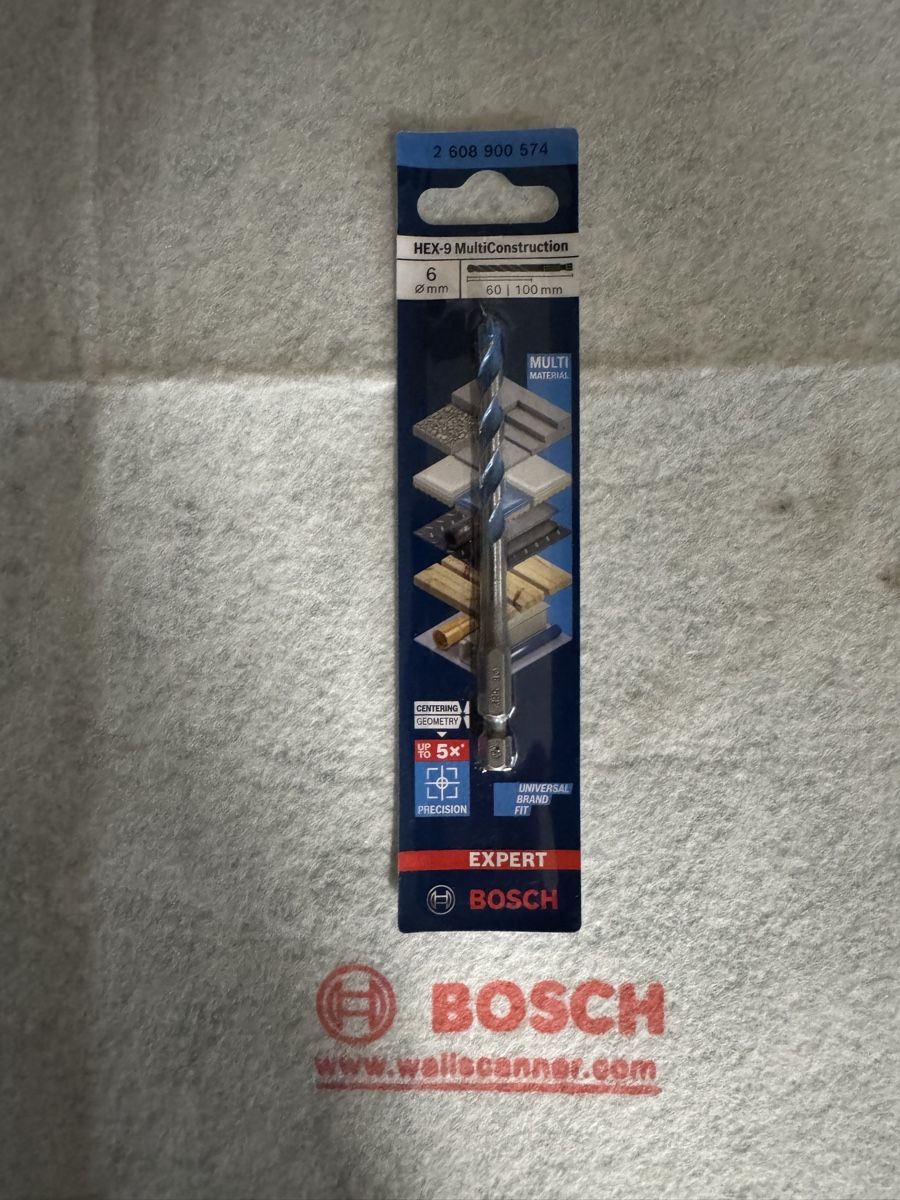 2 608 900 574
HEX-9 MultiConstruction
6
Ø mm
60 | 100 mm
MULTI
MATERIAL
CENTERING
GEOMETRY
UP TO 5x*
PRECISION
UNIVERSAL
BRAND
FIT
EXPERT
BOSCH
BOSCH
www.wallscanner.com